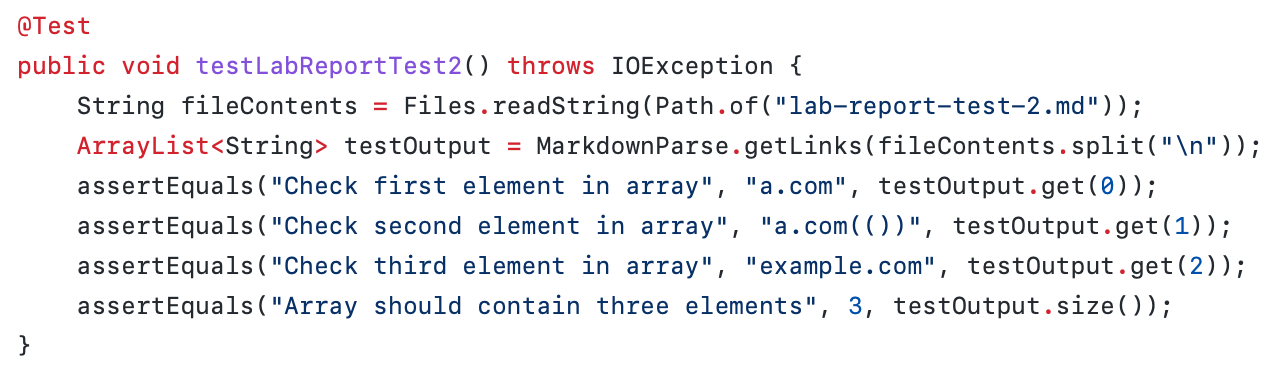 @Test
public void testLabReportTest2() throws IOException {
    String fileContents = Files.readString(Path.of("lab-report-test-2.md"));
    ArrayList<String> testOutput = MarkdownParse.getLinks(fileContents.split("\n"));
    assertEquals("Check first element in array", "a.com", testOutput.get(0));
    assertEquals("Check second element in array", "a.com(())", testOutput.get(1));
    assertEquals("Check third element in array", "example.com", testOutput.get(2));
    assertEquals("Array should contain three elements", 3, testOutput.size());
}